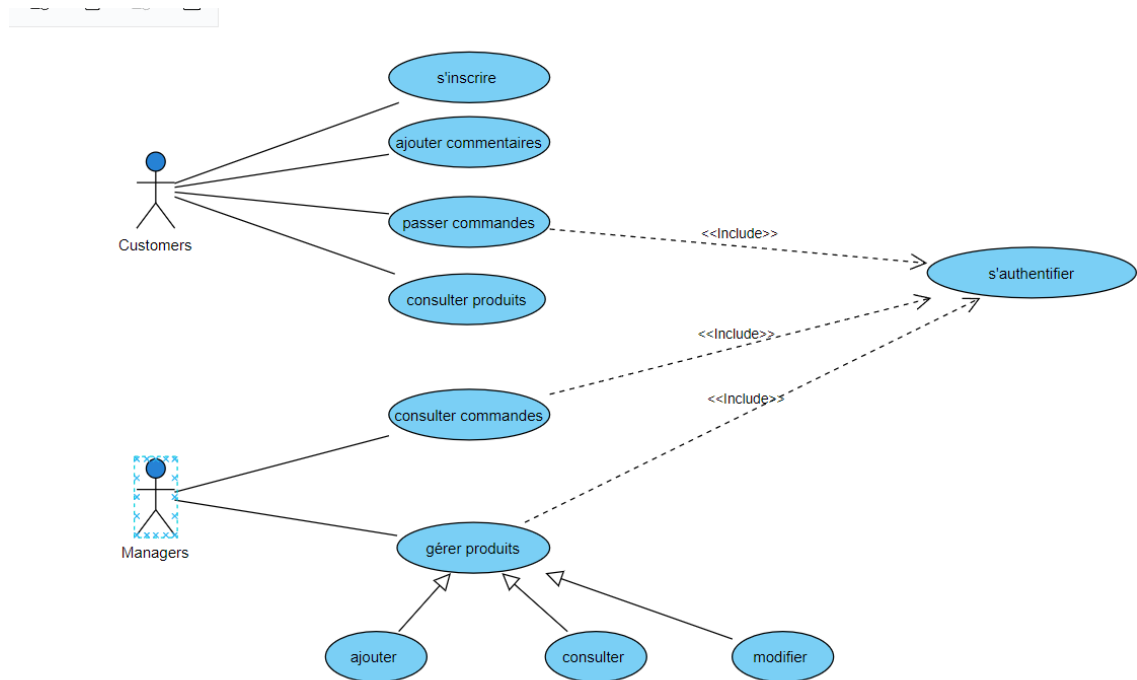 s'inscrire
ajouter commentaires
Customers
passer commandes
<<Include>>
s'authentifier
consulter produits
<<Include>>
<<Include>>
consulter commandes
Managers
gérer produits
ajouter
consulter
modifier